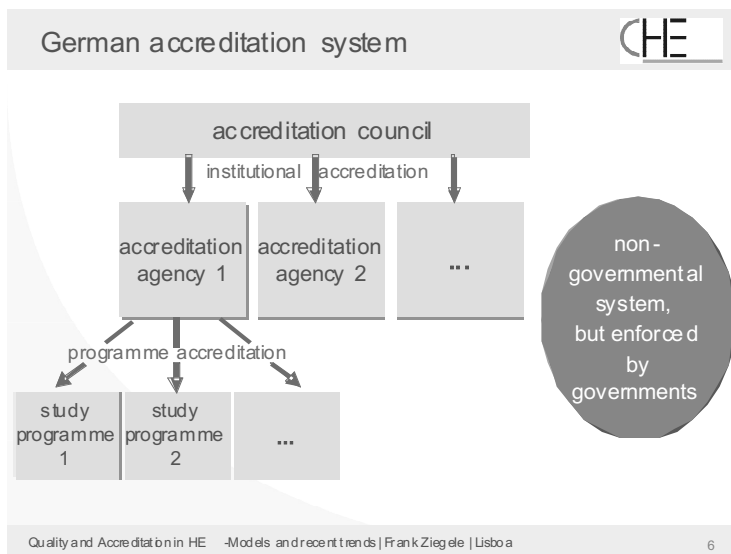 German accreditation system
CHE
accreditation council
institutional accreditation
accreditation
agency 1
accreditation
agency 2
...
non-
governmental
system,
but enforced
by
governments
programme accreditation
study
programme
1
study
programme
2
...
Quality and Accreditation in HE -Models and recent trends | Frank Ziegele | Lisboa
6